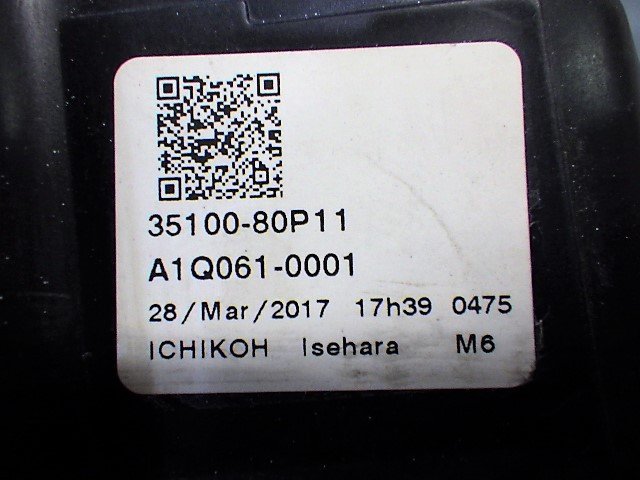 35100-80P11
A1Q061-0001
28/Mar/2017 17h39 0475
ICHIKOH Isehara M6